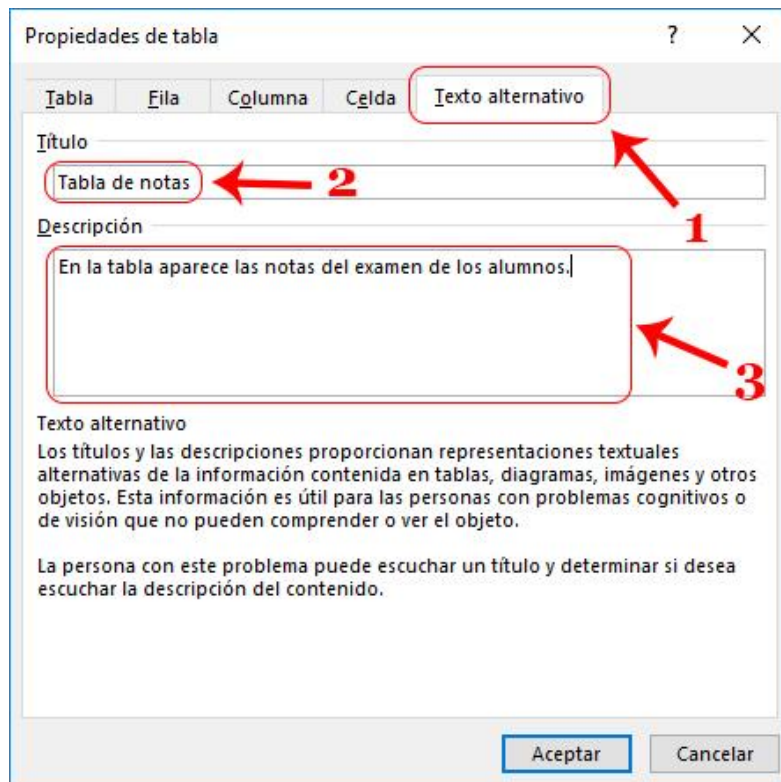 Propiedades de tabla ? X
Tabla Fila Columna Celda Texto alternativo
Título
Tabla de notas 2
1
Descripción
En la tabla aparece las notas del examen de los alumnos.
3
Texto alternativo
Los títulos y las descripciones proporcionan representaciones textuales
alternativas de la información contenida en tablas, diagramas, imágenes y otros
objetos. Esta información es útil para las personas con problemas cognitivos o
de visión que no pueden comprender o ver el objeto.
La persona con este problema puede escuchar un título y determinar si desea
escuchar la descripción del contenido.
Aceptar Cancelar